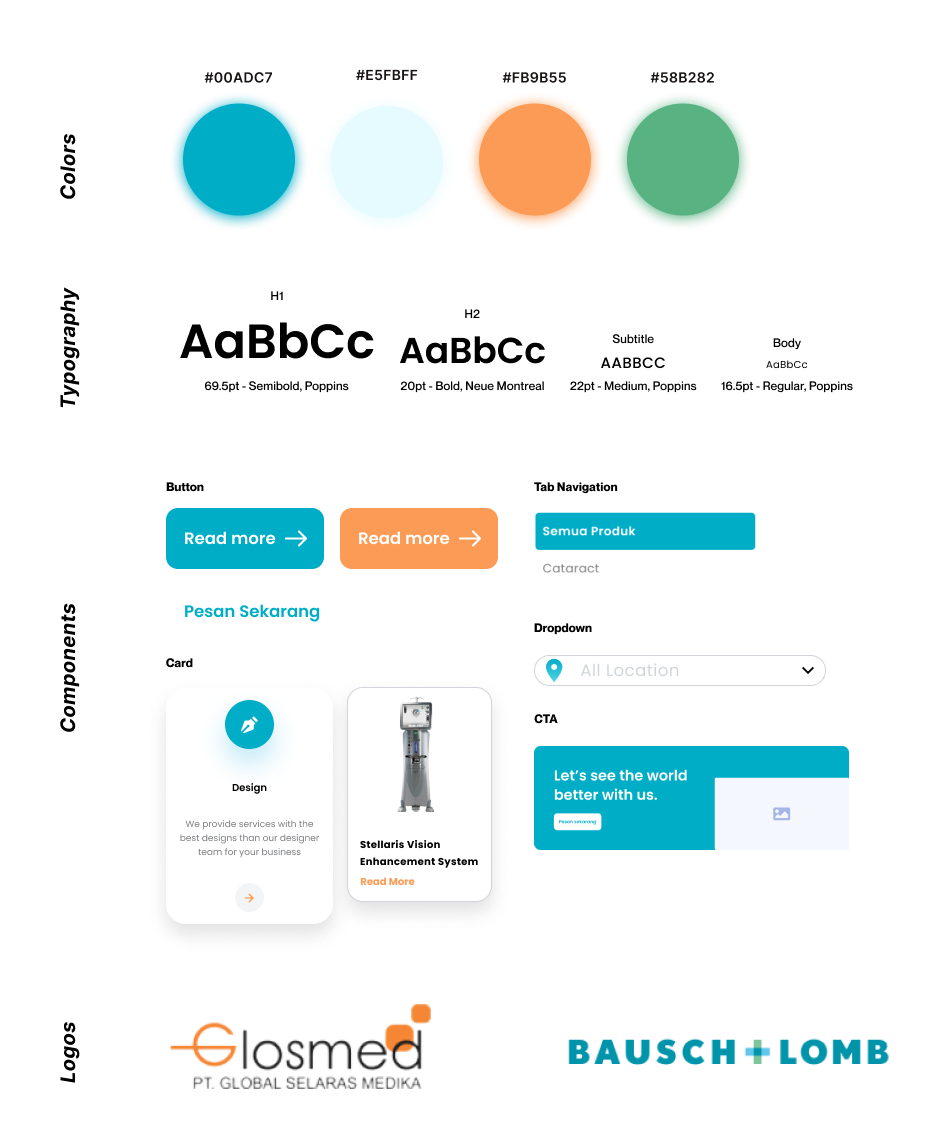 Colors
#00ADC7
#E5FBFF
#FB9B55
#58B282
Typography
H1
AaBbCc
69.5pt - Semibold, Poppins
H2
AaBbCc
20pt - Bold, Neue Montreal
Subtitle
AABBCC
22pt - Medium, Poppins
Body
AaBbCc
16.5pt - Regular, Poppins
Components
Button
Read more
Read more
Pesan Sekarang
Card
Design
We provide services with the
best designs than our designer
team for your business
Stellaris Vision
Enhancement System
Read More
Tab Navigation
Semua Produk
Cataract
Dropdown
All Location
CTA
Let’s see the world
better with us.
Pesan sekarang
Logos
Glosmed
PT. GLOBAL SELARAS MEDIKA
BAUSCH + LOMB